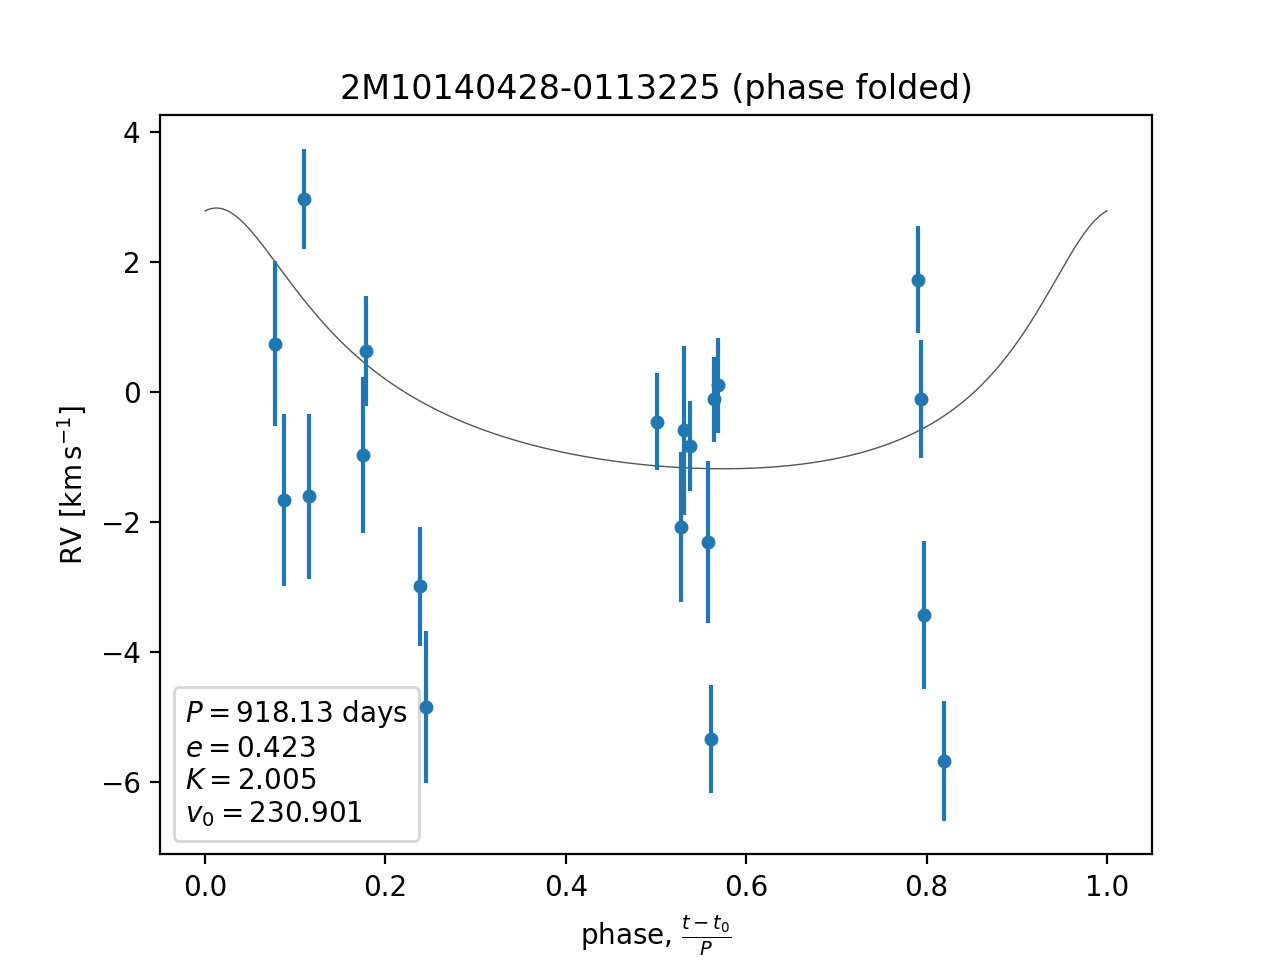 2M10140428-0113225 (phase folded)
4
2
0
−2
−4
−6
RV [km s⁻¹]
P = 918.13 days
e = 0.423
K = 2.005
v₀ = 230.901
0.0 0.2 0.4 0.6 0.8 1.0
phase, (t − t₀)/P